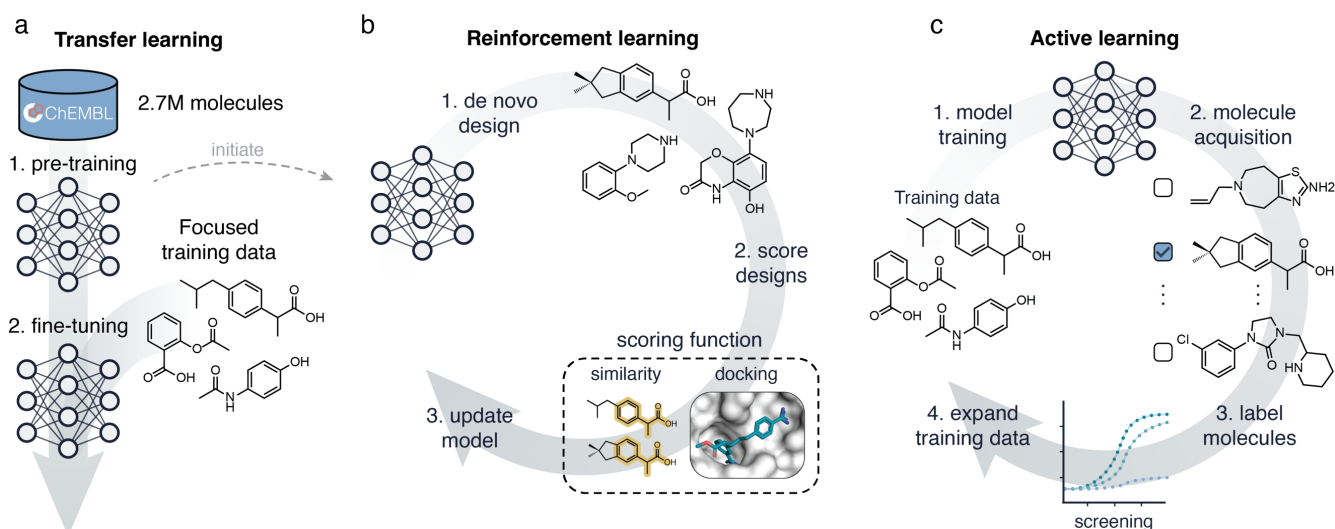 a
Transfer learning
ChEMBL
2.7M molecules
1. pre-training
initiate
Focused
training data
OH
O
O
O
O
OH
OH
O
N
H
2. fine-tuning
b
Reinforcement learning
1. de novo
design
O
OH
NH
N
O
NH
N
O
O
N
H
OH
2. score
designs
scoring function
similarity
docking
O
OH
O
OH
3. update
model
c
Active learning
1. model
training
2. molecule
acquisition
Training data
O
OH
O
O
O
OH
OH
O
N
H
S
N
N
NH2
O
OH
Cl
N
N
O
HN
3. label
molecules
4. expand
training data
screening